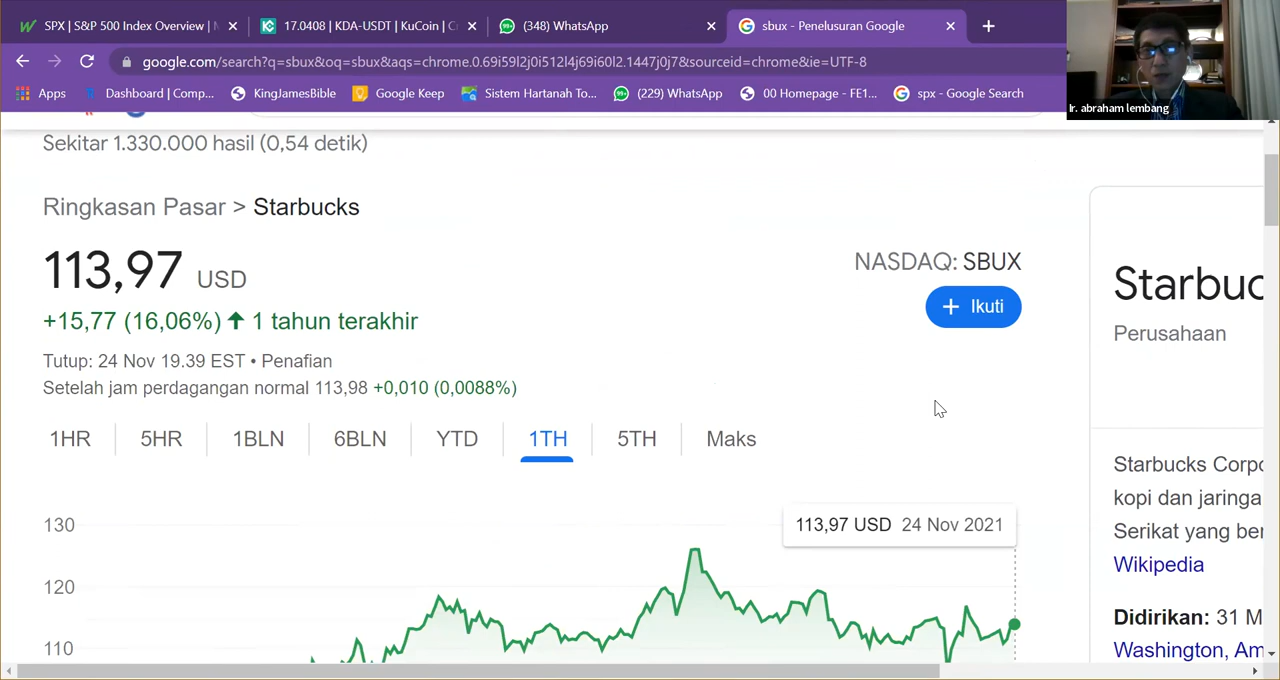 SPX | S&P 500 Index Overview |
17.0408 | KDA-USDT | KuCoin |
(348) WhatsApp
sbux - Penelusuran Google
google.com/search?q=sbux&oq=sbux&aqs=chrome.0.69i59l2j0i512l4j69i60l2.1447j0j7&sourceid=chrome&ie=UTF-8
Apps
Dashboard | Comp...
KingJamesBible
Google Keep
Sistem Hartanah To...
99+
(229) WhatsApp
00 Homepage - FE1...
spx - Google Search
Ir. abraham lembang
Sekitar 1.330.000 hasil (0,54 detik)
Ringkasan Pasar > Starbucks
113,97 USD
NASDAQ: SBUX
+ Ikuti
+15,77 (16,06%) ↑ 1 tahun terakhir
Tutup: 24 Nov 19.39 EST • Penafian
Setelah jam perdagangan normal 113,98 +0,010 (0,0088%)
1HR 5HR 1BLN 6BLN YTD 1TH 5TH Maks
113,97 USD 24 Nov 2021
130
120
110
Starbuc
Perusahaan
Starbucks Corpo
kopi dan jaringa
Serikat yang ber
Wikipedia
Didirikan: 31 M
Washington, Am